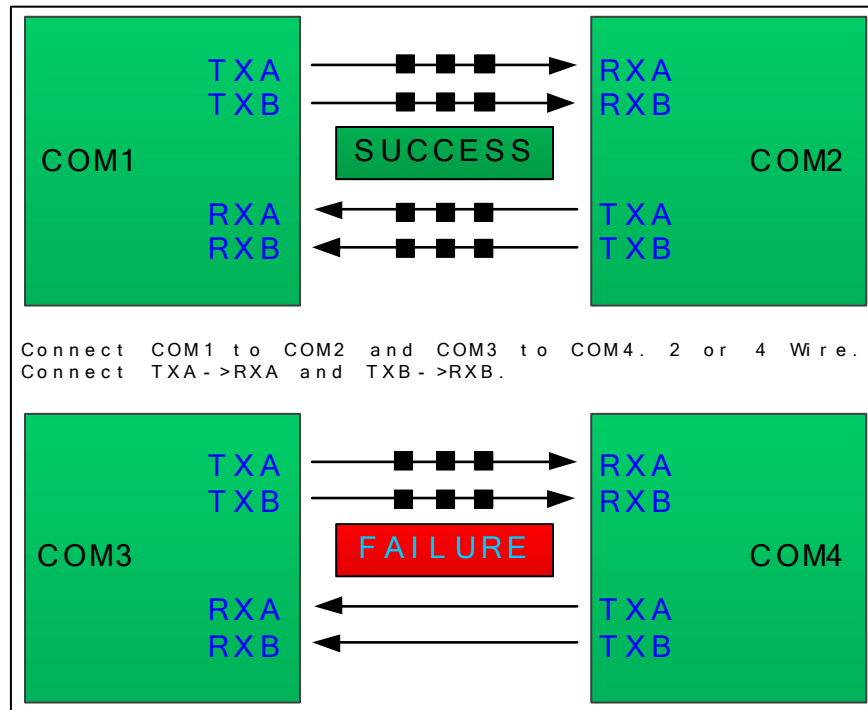 TXA
RXA
TXB
RXB
SUCCESS
COM1
COM2
RXA
TXA
RXB
TXB
Connect COM1 to COM2 and COM3 to COM4. 2 or 4 Wire.
Connect TXA->RXA and TXB->RXB.
TXA
RXA
TXB
RXB
FAILURE
COM3
COM4
RXA
TXA
RXB
TXB